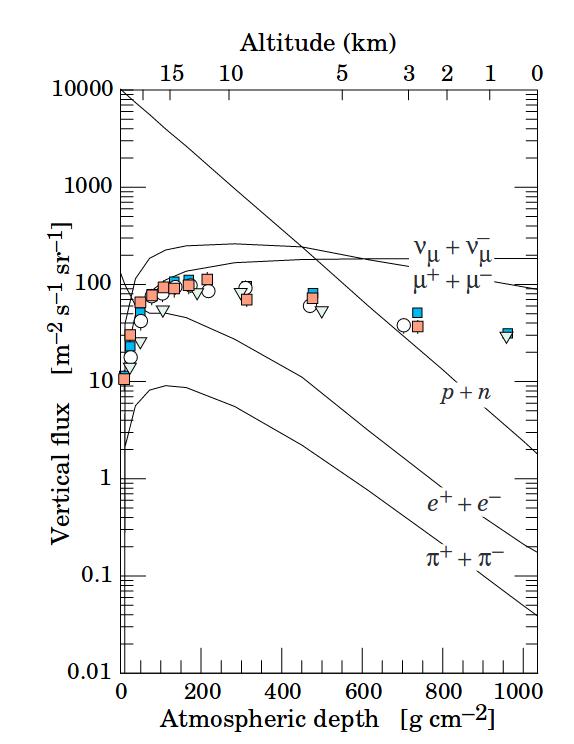 Altitude (km)
15 10 5 3 2 1 0
10000
1000
100
10
1
0.1
0.01
Vertical flux [m⁻² s⁻¹ sr⁻¹]
νμ + ν̄μ
μ⁺ + μ⁻
p + n
e⁺ + e⁻
π⁺ + π⁻
0 200 400 600 800 1000
Atmospheric depth [g cm⁻²]